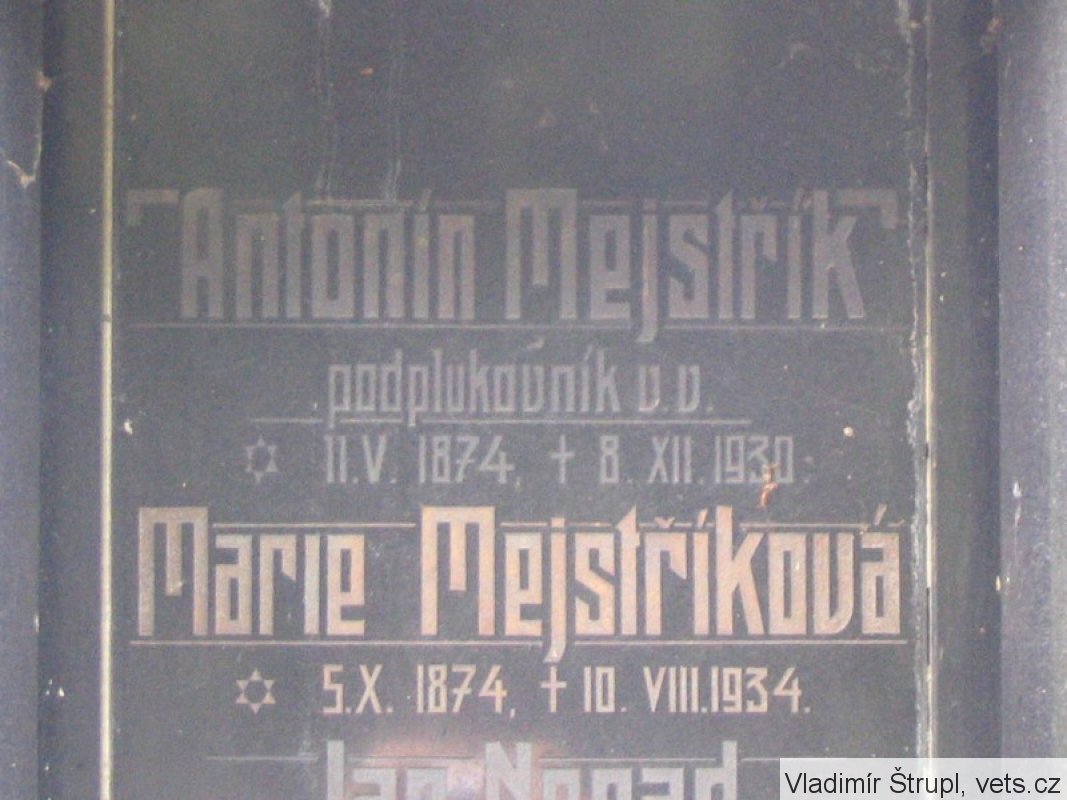 Antonín Mejstřík
podplukovník v.v.
✡ 11.V. 1874, † 8. XII. 1930.
Marie Mejstříková
✡ 5.X. 1874, † 10. VIII. 1934.
Jan
Vladimír Štrupl, vets.cz